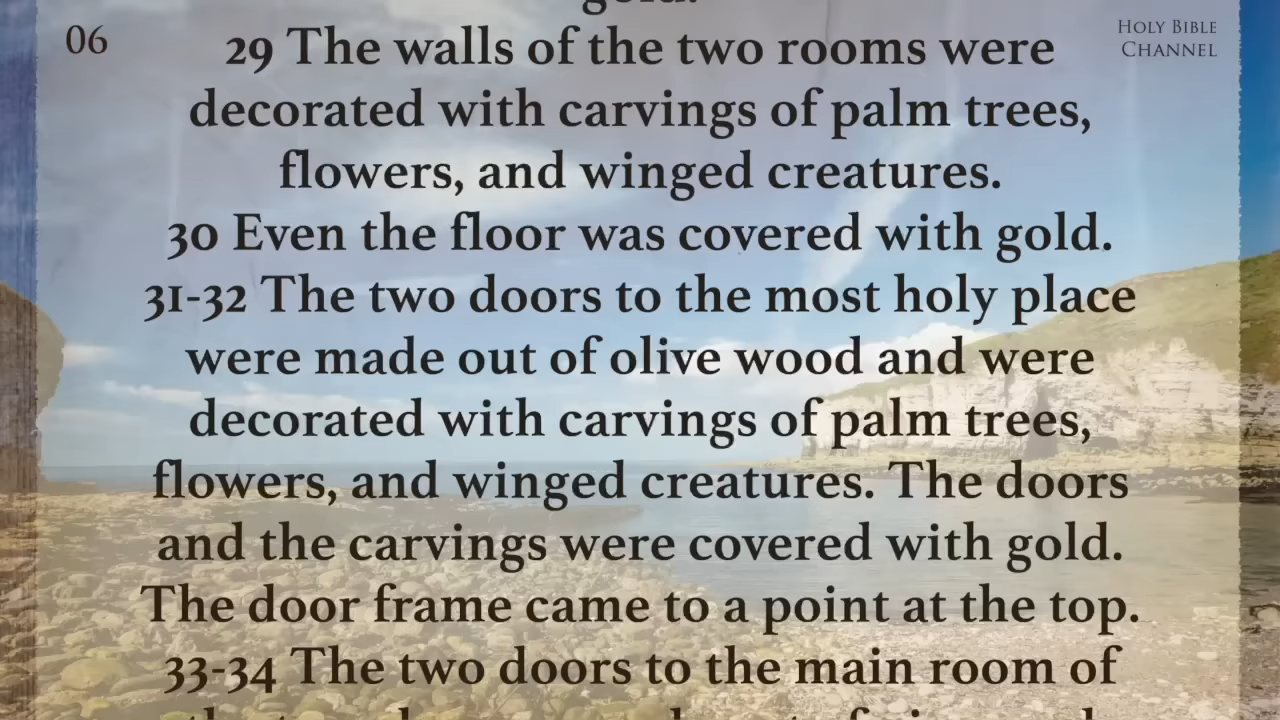 gold.
06
HOLY BIBLE
CHANNEL
29 The walls of the two rooms were
decorated with carvings of palm trees,
flowers, and winged creatures.
30 Even the floor was covered with gold.
31-32 The two doors to the most holy place
were made out of olive wood and were
decorated with carvings of palm trees,
flowers, and winged creatures. The doors
and the carvings were covered with gold.
The door frame came to a point at the top.
33-34 The two doors to the main room of